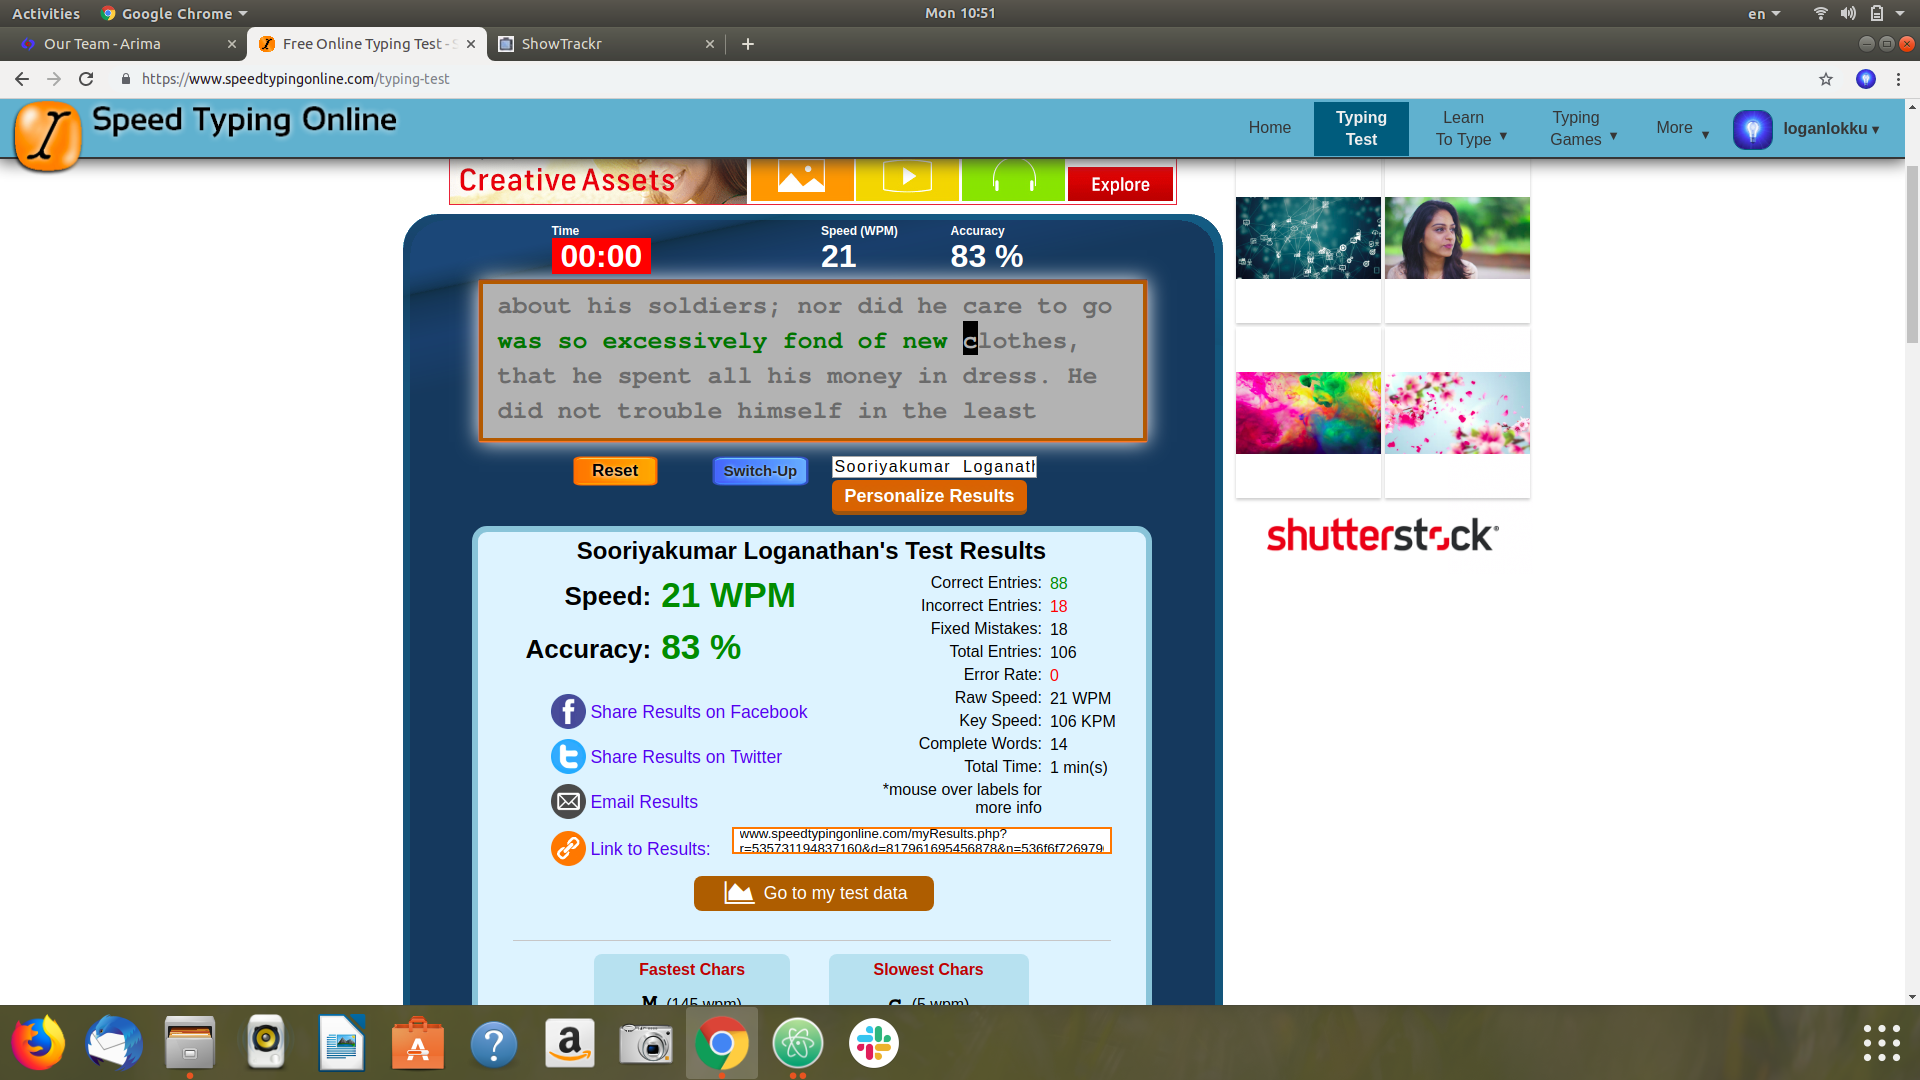 Activities Google Chrome Mon 10:51 en
Our Team - Arima Free Online Typing Test - S ShowTrackr
https://www.speedtypingonline.com/typing-test
Speed Typing Online Home Typing Test Learn To Type Typing Games More loganlokku
Creative Assets Explore
Time Speed (WPM) Accuracy
00:00 21 83 %
about his soldiers; nor did he care to go
was so excessively fond of new clothes,
that he spent all his money in dress. He
did not trouble himself in the least
Reset Switch-Up Sooriyakumar Loganath
Personalize Results
shutterstock
Sooriyakumar Loganathan's Test Results
Speed: 21 WPM
Accuracy: 83 %
Correct Entries: 88
Incorrect Entries: 18
Fixed Mistakes: 18
Total Entries: 106
Error Rate: 0
Raw Speed: 21 WPM
Key Speed: 106 KPM
Complete Words: 14
Total Time: 1 min(s)
*mouse over labels for
more info
Share Results on Facebook
Share Results on Twitter
Email Results
Link to Results:
www.speedtypingonline.com/myResults.php?
r=535731194837160&d=817961695456878&n=536f6f726979
Go to my test data
Fastest Chars Slowest Chars
M (145 wpm) (5 wpm)